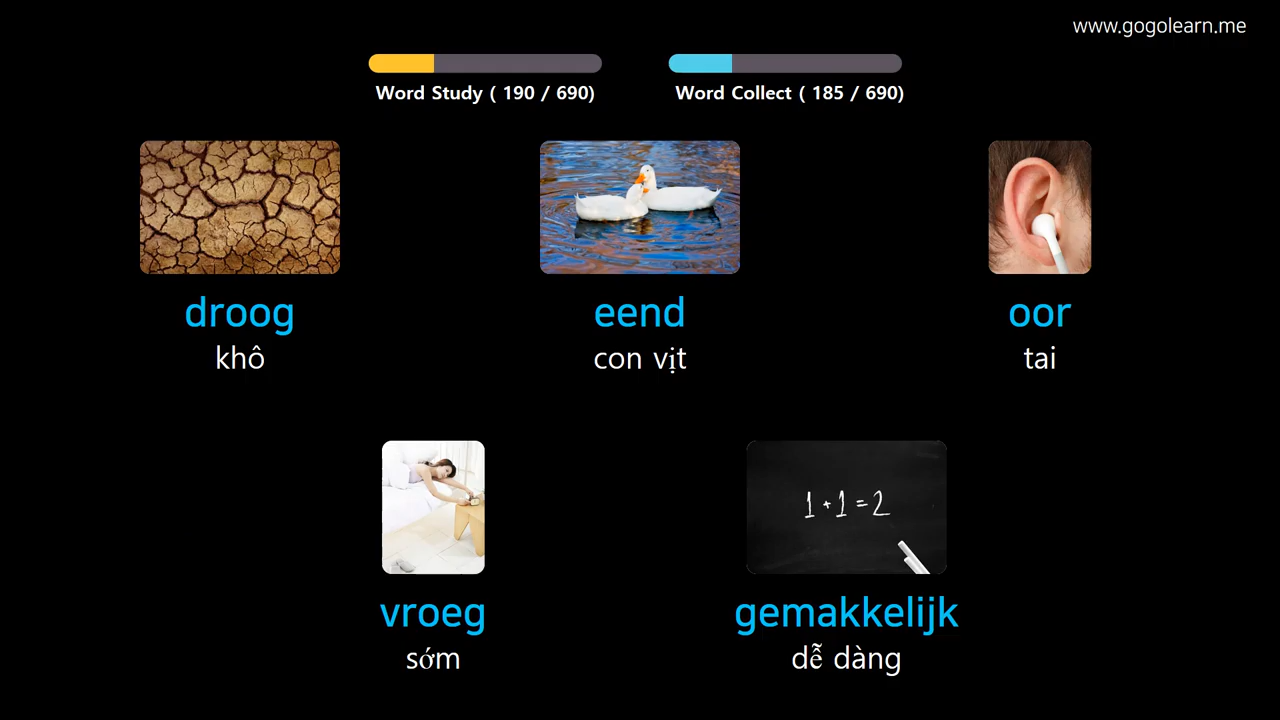 www.gogolearn.me
Word Study ( 190 / 690)
Word Collect ( 185 / 690)
droog
khô
eend
con vịt
oor
tai
1+1=2
vroeg
sớm
gemakkelijk
dễ dàng